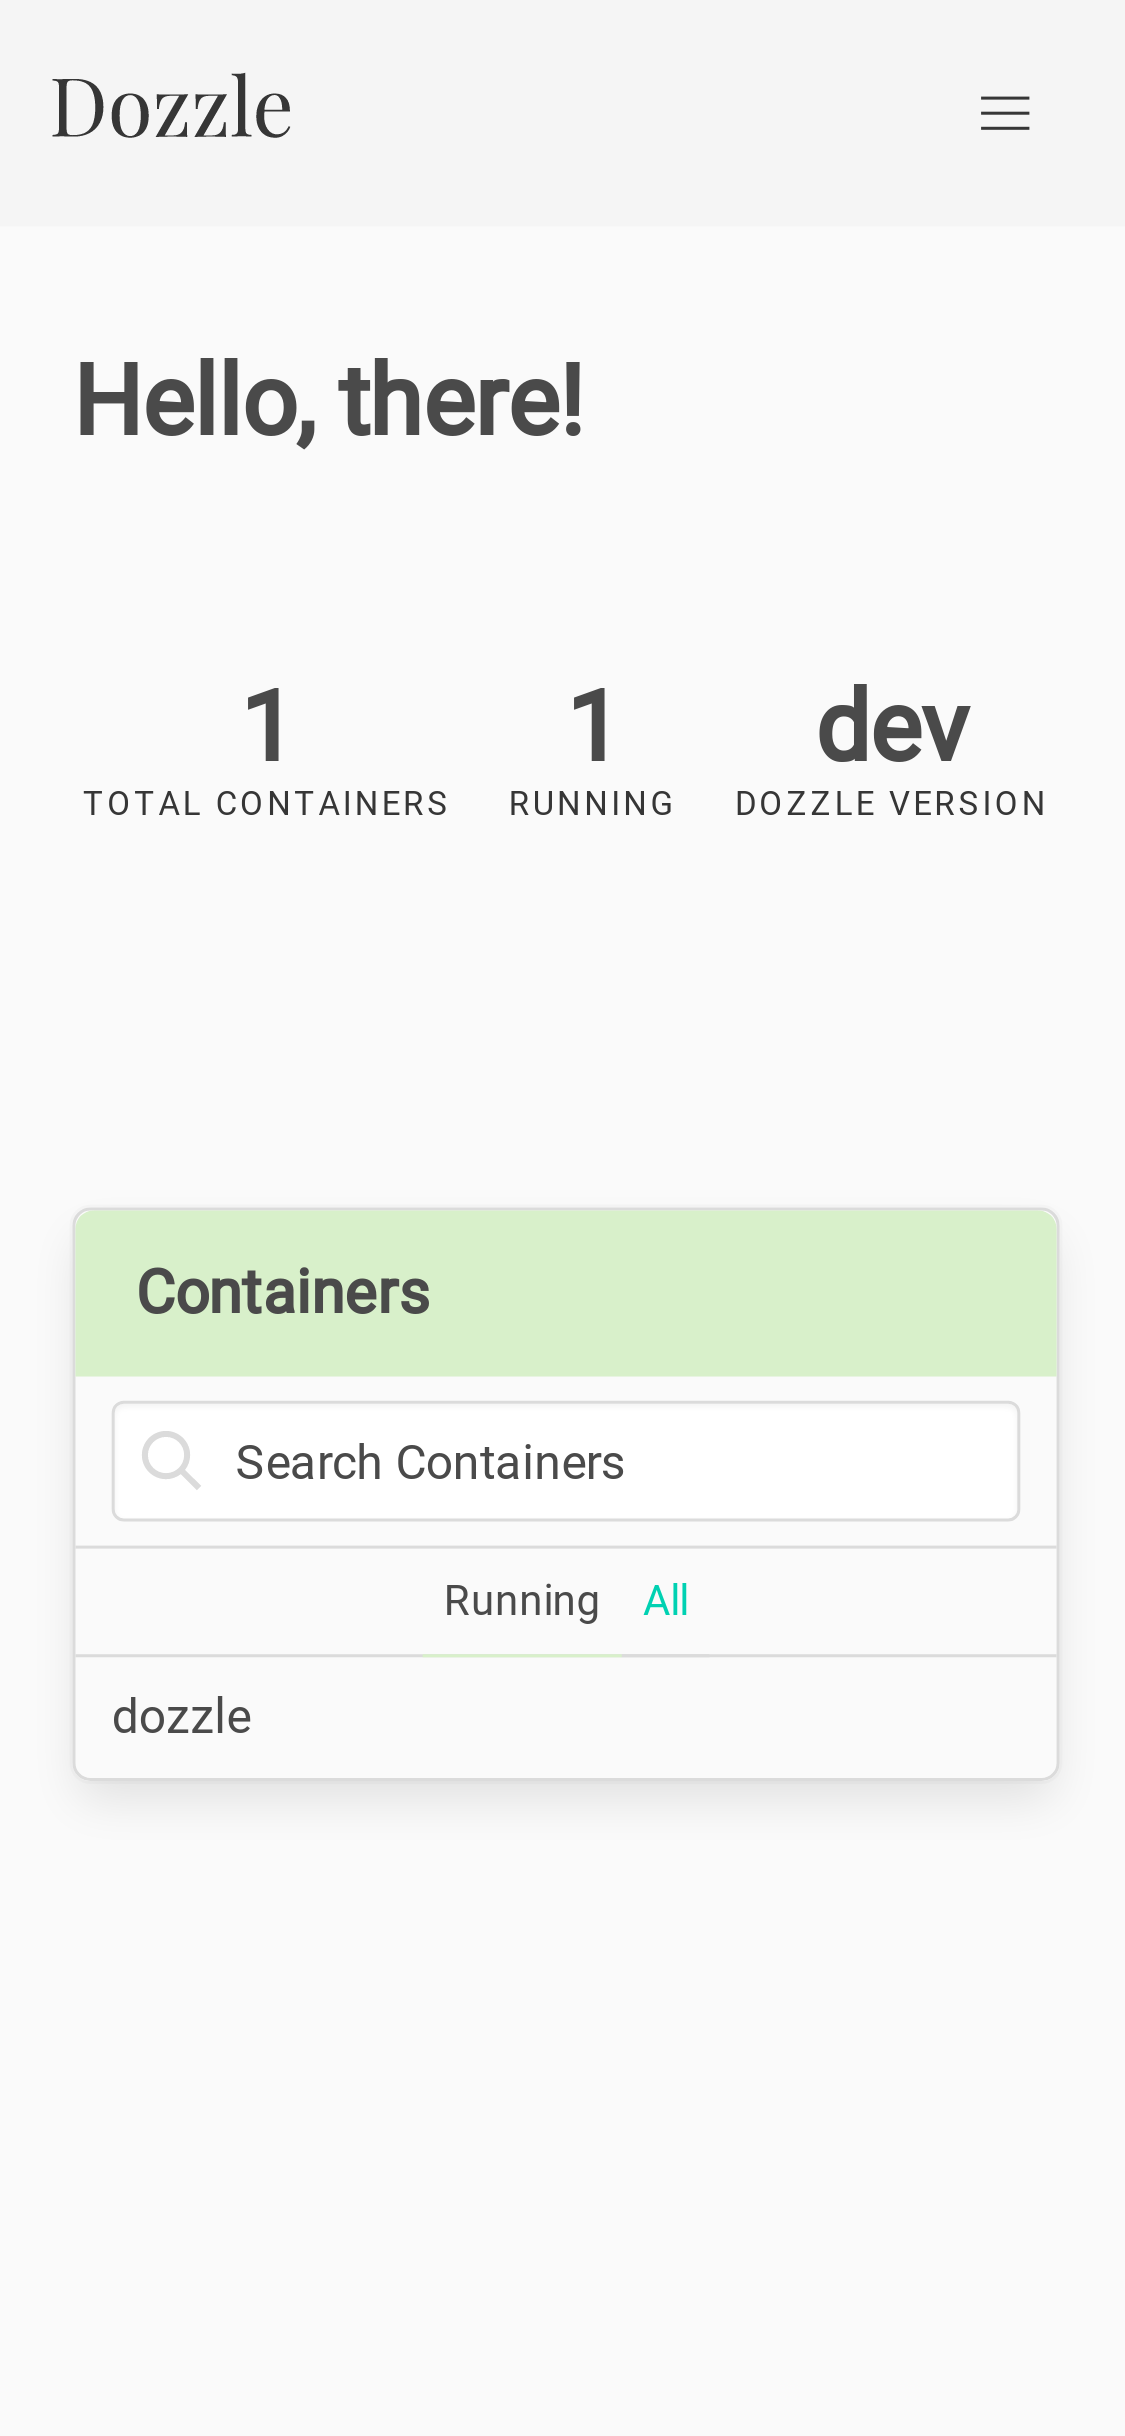 Dozzle
Hello, there!
1 1 dev
TOTAL CONTAINERS RUNNING DOZZLE VERSION
Containers
Search Containers
Running All
dozzle